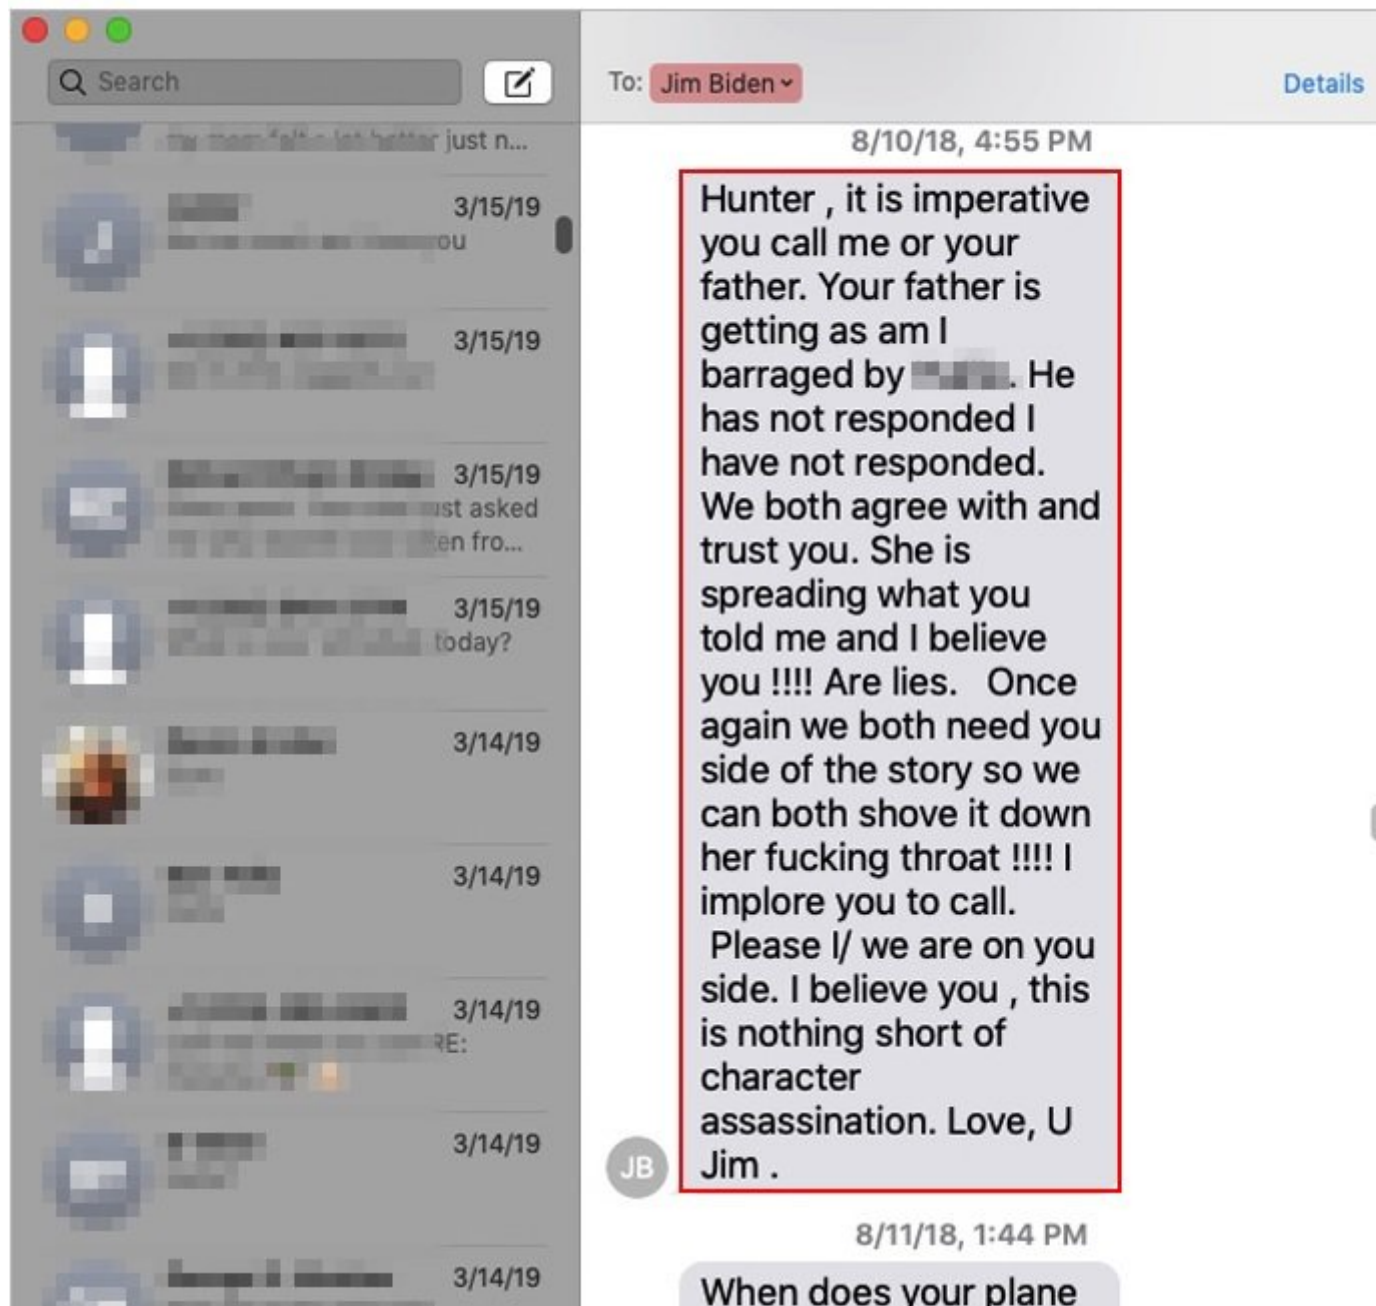 Search
To: Jim Biden
Details
just n...
3/15/19
ou
3/15/19
3/15/19
ust asked
en fro...
3/15/19
today?
3/14/19
3/14/19
3/14/19
RE:
3/14/19
3/14/19
8/10/18, 4:55 PM
Hunter , it is imperative
you call me or your
father. Your father is
getting as am I
barraged by . He
has not responded I
have not responded.
We both agree with and
trust you. She is
spreading what you
told me and I believe
you !!!! Are lies.   Once
again we both need you
side of the story so we
can both shove it down
her fucking throat !!!! I
implore you to call.
Please I/ we are on you
side. I believe you , this
is nothing short of
character
assassination. Love, U
Jim .
JB
8/11/18, 1:44 PM
When does your plane